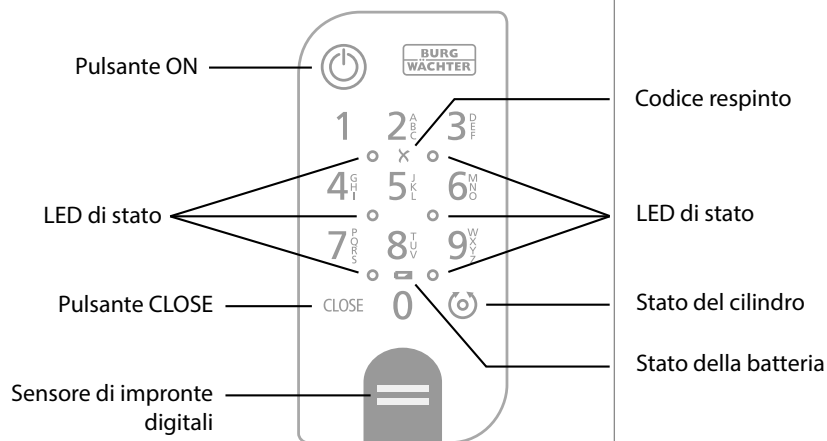 Pulsante ON
BURG
WÄCHTER
Codice respinto
1 2 ABC 3 DEF
4 GHI 5 JKL 6 MNO
LED di stato
LED di stato
7 PQRS 8 TUV 9 WXYZ
Pulsante CLOSE
CLOSE 0
Stato del cilindro
Stato della batteria
Sensore di impronte
digitali